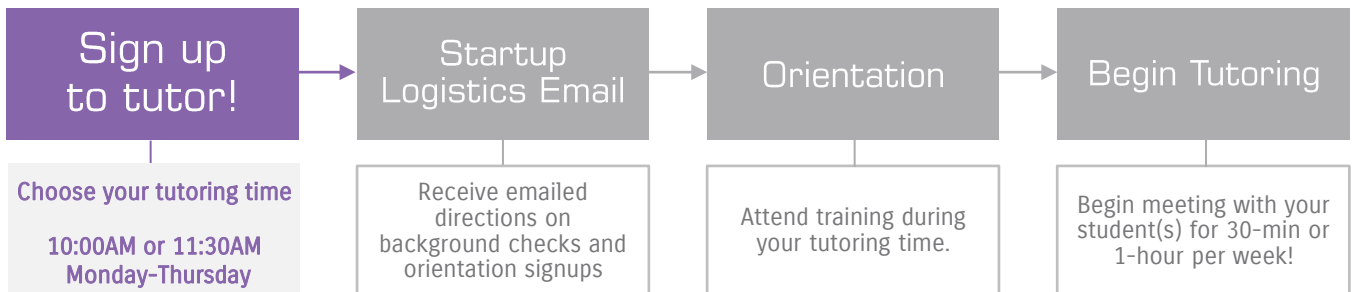 Sign up
to tutor!
Choose your tutoring time
10:00AM or 11:30AM
Monday-Thursday
Startup
Logistics Email
Receive emailed
directions on
background checks and
orientation signups
Orientation
Attend training during
your tutoring time.
Begin Tutoring
Begin meeting with your
student(s) for 30-min or
1-hour per week!